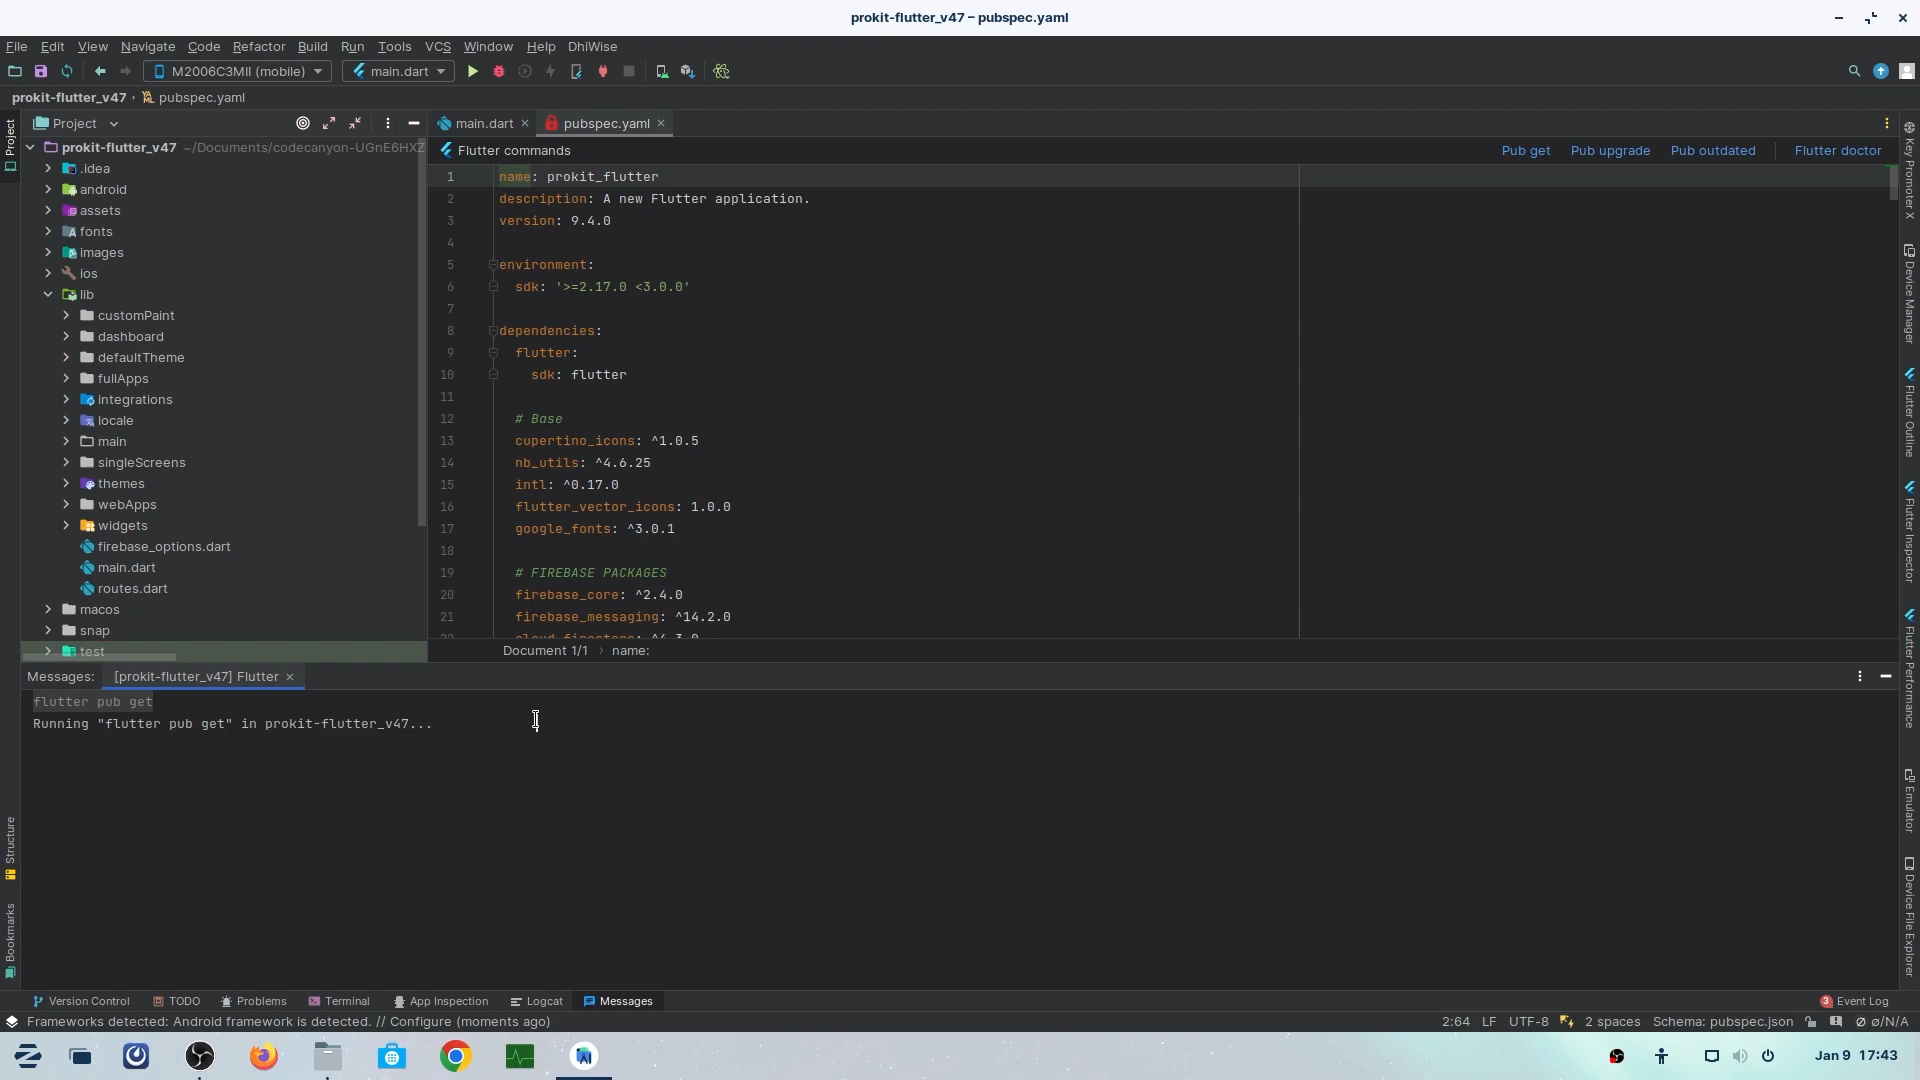 prokit-flutter_v47 – pubspec.yaml
File Edit View Navigate Code Refactor Build Run Tools VCS Window Help DhiWise
M2006C3MII (mobile) main.dart
prokit-flutter_v47 › pubspec.yaml
Project
Project
prokit-flutter_v47 ~/Documents/codecanyon-UGnE6HXZ
.idea
android
assets
fonts
images
ios
lib
customPaint
dashboard
defaultTheme
fullApps
integrations
locale
main
singleScreens
themes
webApps
widgets
firebase_options.dart
main.dart
routes.dart
macos
snap
test
main.dart pubspec.yaml
Flutter commands Pub get Pub upgrade Pub outdated Flutter doctor
1 name: prokit_flutter
2 description: A new Flutter application.
3 version: 9.4.0
4
5 environment:
6 sdk: '>=2.17.0 <3.0.0'
7
8 dependencies:
9 flutter:
10 sdk: flutter
11
12 # Base
13 cupertino_icons: ^1.0.5
14 nb_utils: ^4.6.25
15 intl: ^0.17.0
16 flutter_vector_icons: 1.0.0
17 google_fonts: ^3.0.1
18
19 # FIREBASE PACKAGES
20 firebase_core: ^2.4.0
21 firebase_messaging: ^14.2.0
22 cloud_firestore: ^4.3.0
Document 1/1 › name:
Key Promoter X
Device Manager
Flutter Outline
Flutter Inspector
Flutter Performance
Emulator
Device File Explorer
Structure
Bookmarks
Messages: [prokit-flutter_v47] Flutter
flutter pub get
Running "flutter pub get" in prokit-flutter_v47...
Version Control TODO Problems Terminal App Inspection Logcat Messages 3 Event Log
Frameworks detected: Android framework is detected. // Configure (moments ago) 2:64 LF UTF-8 2 spaces Schema: pubspec.json ⌀/N/A
Jan 9 17:43